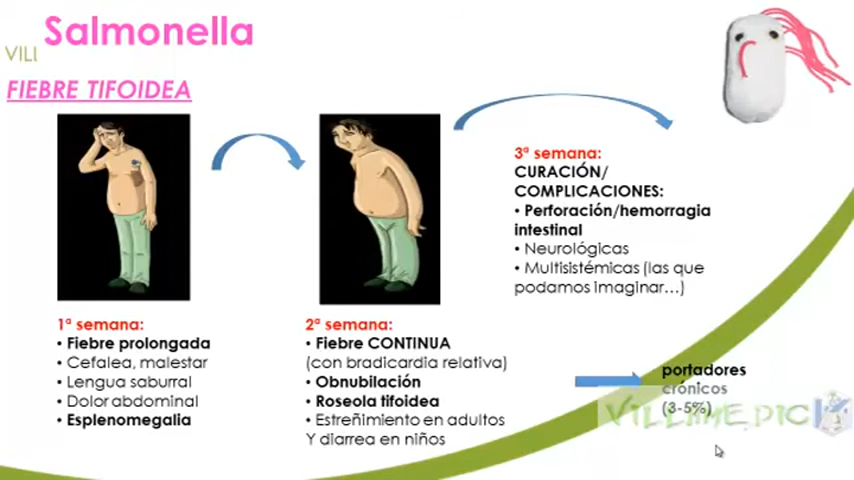 Salmonella
VILL
FIEBRE TIFOIDEA
1ª semana:
• Fiebre prolongada
• Cefalea, malestar
• Lengua saburral
• Dolor abdominal
• Esplenomegalia
2ª semana:
• Fiebre CONTINUA
(con bradicardia relativa)
• Obnubilación
• Roseola tifoidea
• Estreñimiento en adultos
Y diarrea en niños
3ª semana:
CURACIÓN/
COMPLICACIONES:
• Perforación/hemorragia
intestinal
• Neurológicas
• Multisistémicas (las que
podamos imaginar...)
portadores
crónicos
(3-5%)